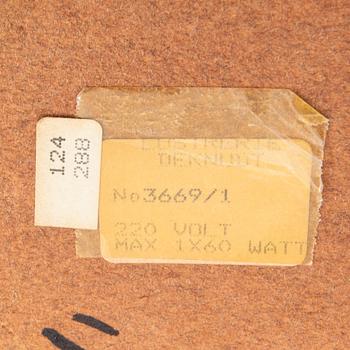 124
288
LUSTRERIE
DEKNUDT
No3669/1
220 VOLT
MAX 1X60 WATT